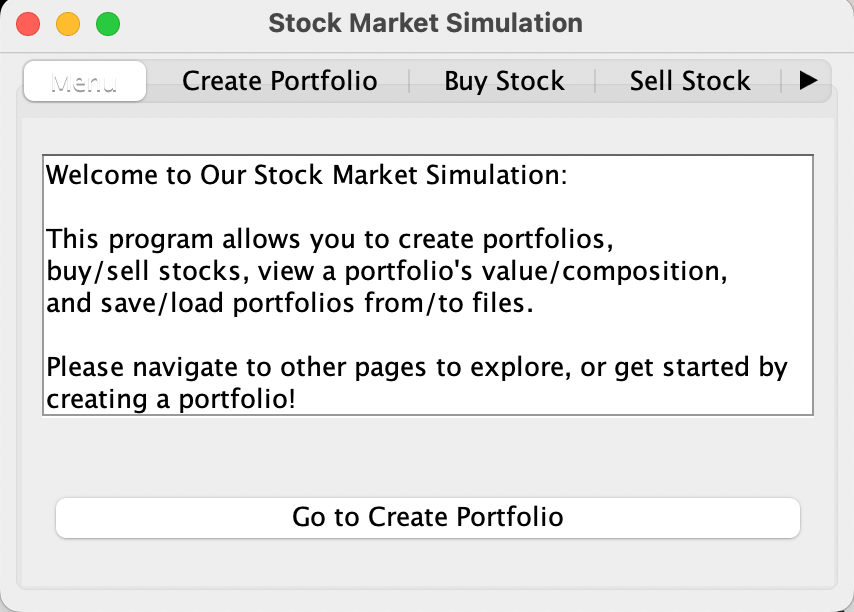 Stock Market Simulation
Menu Create Portfolio Buy Stock Sell Stock
Welcome to Our Stock Market Simulation:
This program allows you to create portfolios,
buy/sell stocks, view a portfolio's value/composition,
and save/load portfolios from/to files.
Please navigate to other pages to explore, or get started by
creating a portfolio!
Go to Create Portfolio